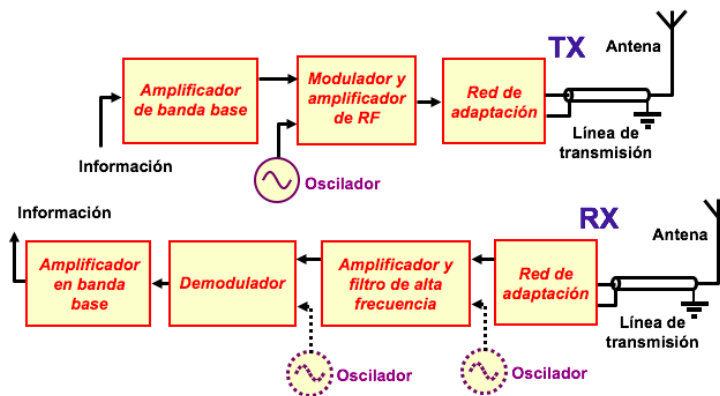 TX
Antena
Amplificador
de banda base
Modulador y
amplificador
de RF
Red de
adaptación
Línea de
transmisión
Información
Oscilador
Información
RX
Antena
Amplificador
en banda
base
Demodulador
Amplificador y
filtro de alta
frecuencia
Red de
adaptación
Línea de
transmisión
Oscilador
Oscilador